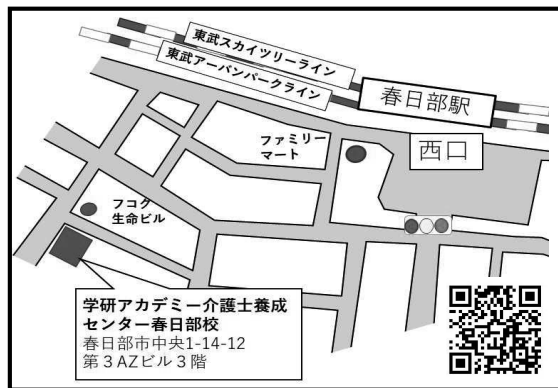 東武スカイツリーライン
東武アーバンパークライン
春日部駅
西口
ファミリー
マート
フコク
生命ビル
学研アカデミー介護士養成
センター春日部校
春日部市中央1-14-12
第3AZビル3階